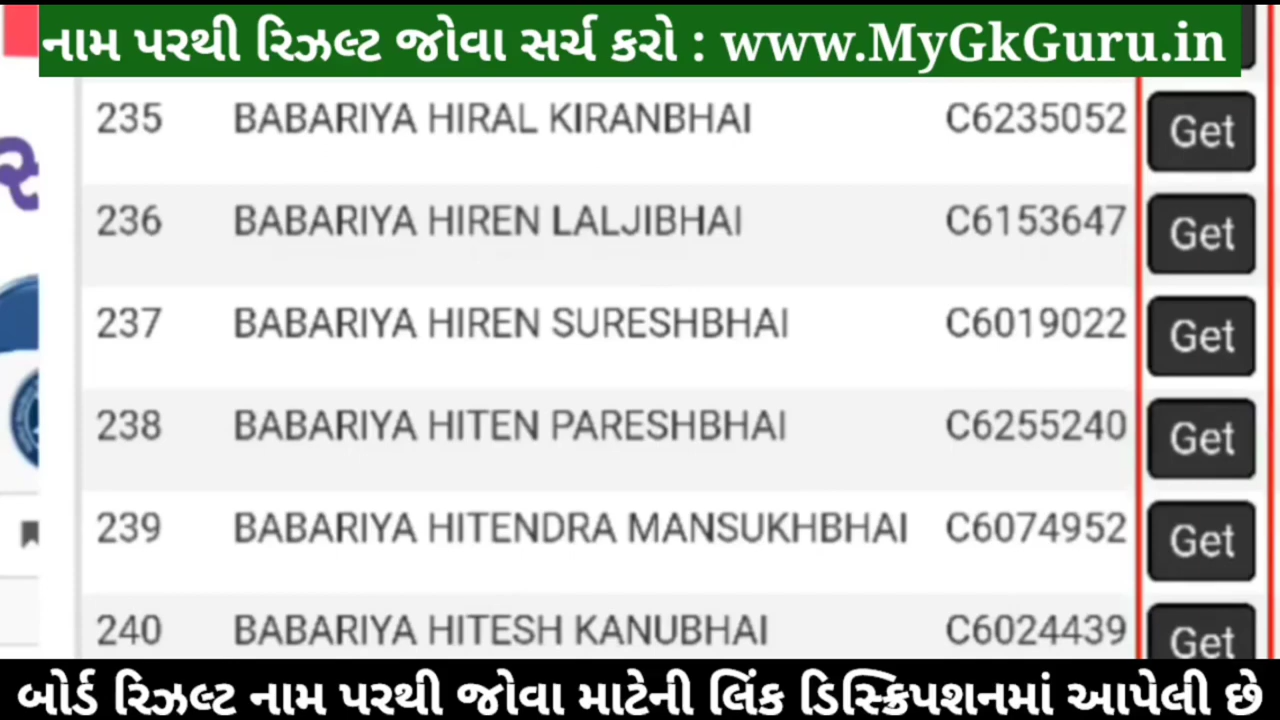 નામ પરથી રિઝલ્ટ જોવા સર્ચ કરો : www.MyGkGuru.in
235 BABARIYA HIRAL KIRANBHAI C6235052 Get
236 BABARIYA HIREN LALJIBHAI C6153647 Get
237 BABARIYA HIREN SURESHBHAI C6019022 Get
238 BABARIYA HITEN PARESHBHAI C6255240 Get
239 BABARIYA HITENDRA MANSUKHBHAI C6074952 Get
240 BABARIYA HITESH KANUBHAI C6024439 Get
બોર્ડ રિઝલ્ટ નામ પરથી જોવા માટેની લિંક ડિસ્ક્રિપશનમાં આપેલી છે